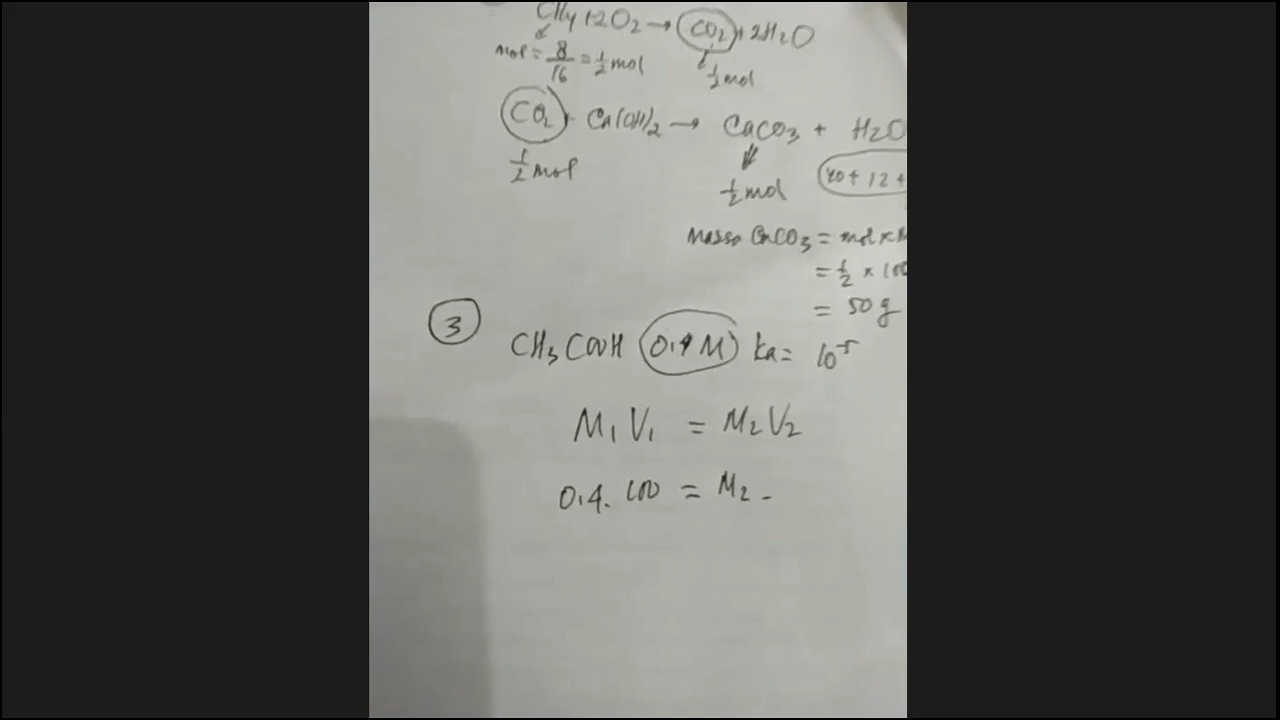 CH4 + 2O2 → CO2 + 2H2O
mol = 8/16 = 1/2 mol 1/2 mol
CO2 + Ca(OH)2 → CaCO3 + H2O
1/2 mol 1/2 mol 40 + 12 +
massa CaCO3 = mol x
= 1/2 x 100
= 50 g
3
CH3COOH 0,4 M ka = 10-5
M1 V1 = M2 V2
0,4. 100 = M2 .